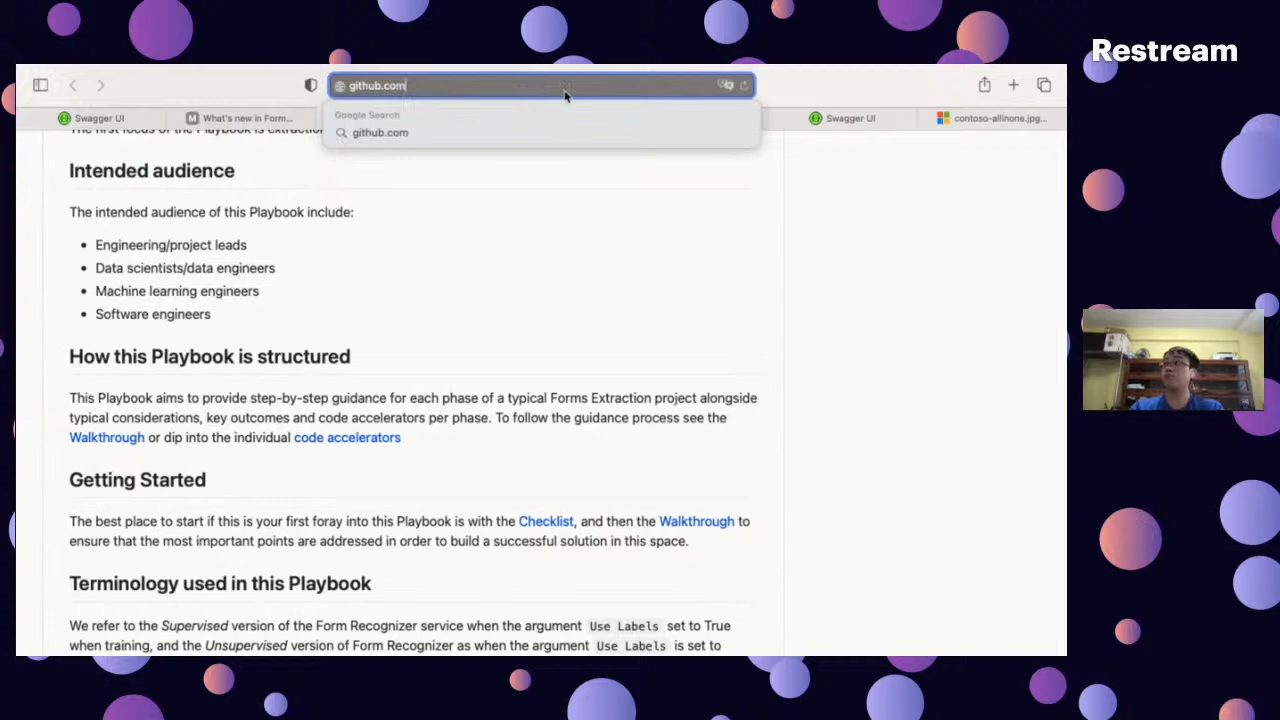 Restream
github.com
Google Search
github.com
Swagger UI
What's new in Form...
Swagger UI
contoso-allinone.jpg...
The first focus of the Playbook is extraction
Intended audience
The intended audience of this Playbook include:
• Engineering/project leads
• Data scientists/data engineers
• Machine learning engineers
• Software engineers
How this Playbook is structured
This Playbook aims to provide step-by-step guidance for each phase of a typical Forms Extraction project alongside
typical considerations, key outcomes and code accelerators per phase. To follow the guidance process see the
Walkthrough or dip into the individual code accelerators
Getting Started
The best place to start if this is your first foray into this Playbook is with the Checklist, and then the Walkthrough to
ensure that the most important points are addressed in order to build a successful solution in this space.
Terminology used in this Playbook
We refer to the Supervised version of the Form Recognizer service when the argument Use Labels set to True
when training, and the Unsupervised version of Form Recognizer as when the argument Use Labels is set to